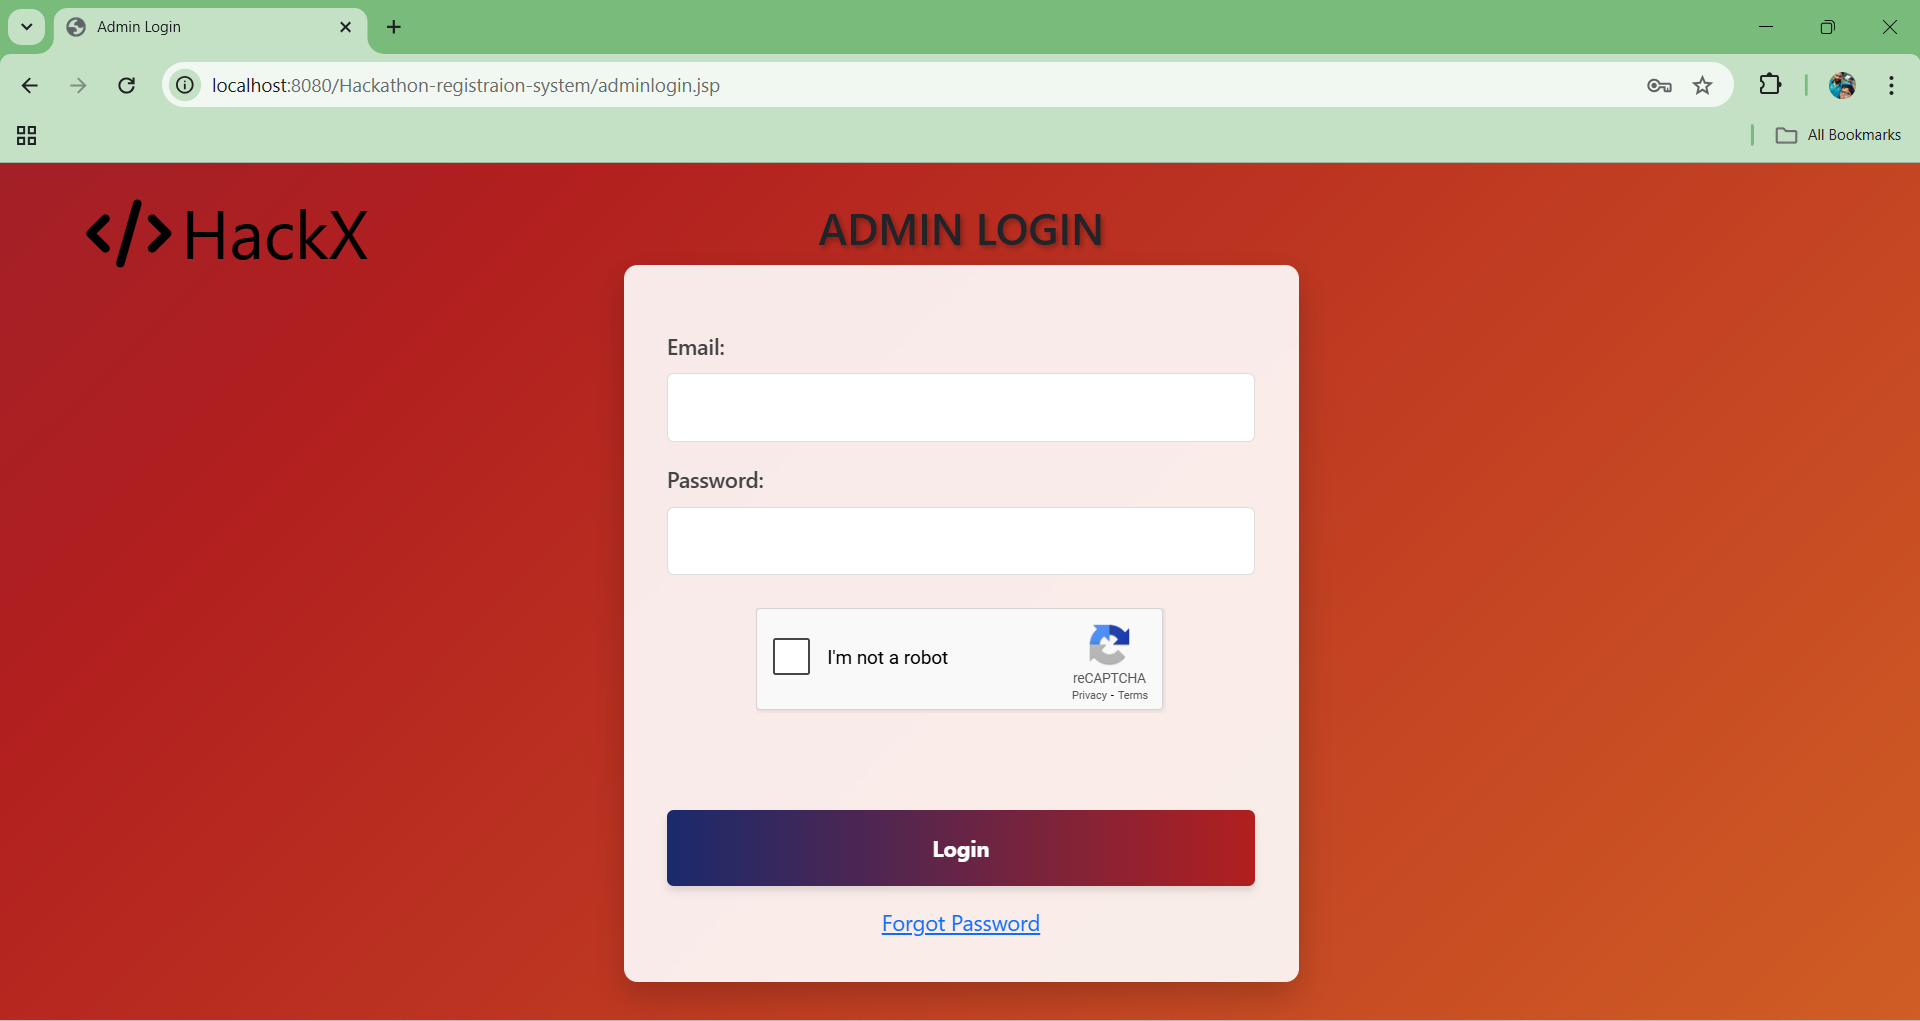 Admin Login
localhost:8080/Hackathon-registraion-system/adminlogin.jsp
All Bookmarks
</> HackX
ADMIN LOGIN
Email:
Password:
I'm not a robot
reCAPTCHA
Privacy - Terms
Login
Forgot Password